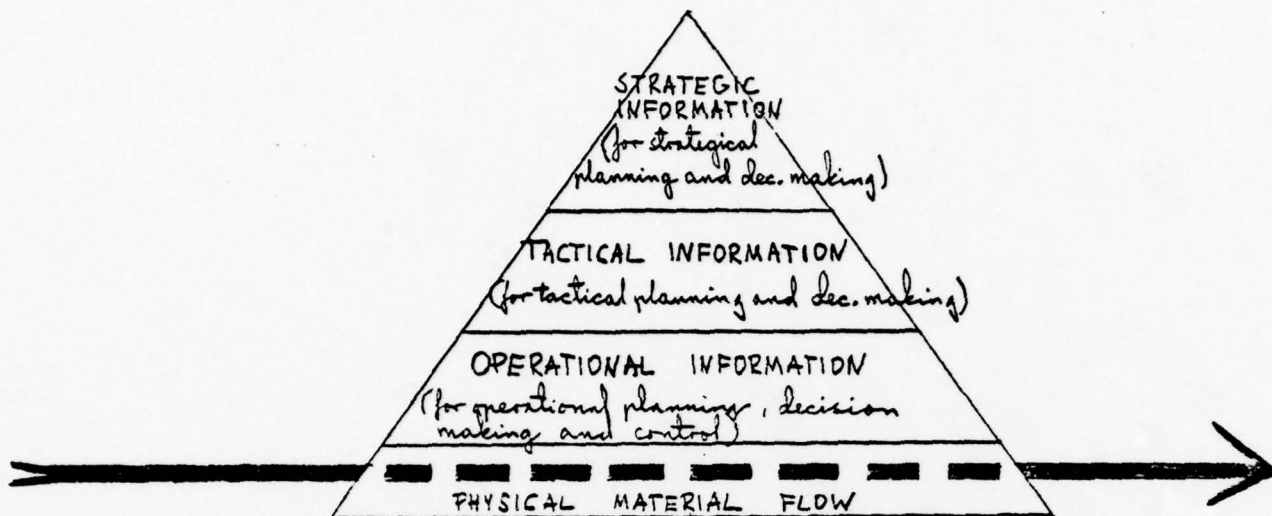 STRATEGIC
INFORMATION
(for strategical
planning and dec. making)
TACTICAL INFORMATION
(for tactical planning and dec. making)
OPERATIONAL INFORMATION
(for operational planning, decision
making and control)
PHYSICAL MATERIAL FLOW